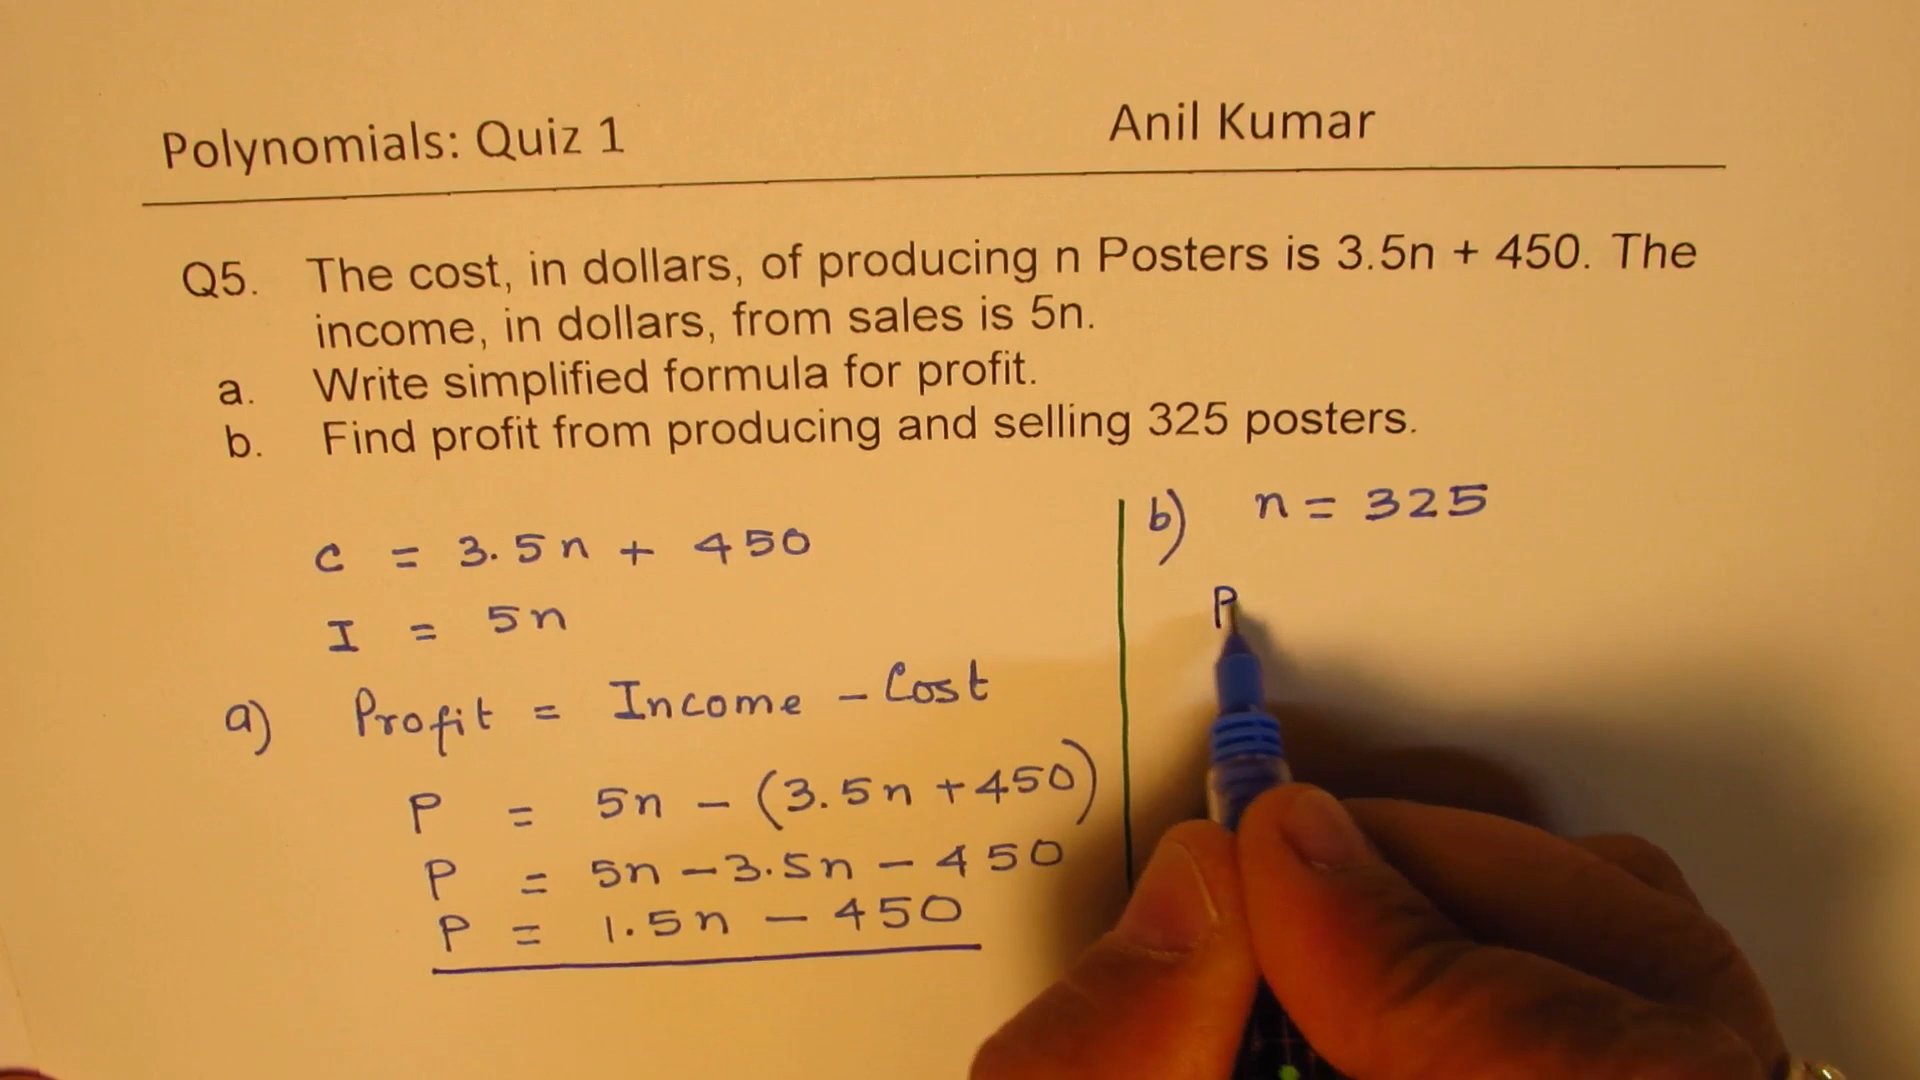 Polynomials: Quiz 1 Anil Kumar
Q5. The cost, in dollars, of producing n Posters is 3.5n + 450. The
income, in dollars, from sales is 5n.
a. Write simplified formula for profit.
b. Find profit from producing and selling 325 posters.
C = 3.5n + 450
I = 5n
a) Profit = Income - Cost
P = 5n - (3.5n + 450)
P = 5n - 3.5n - 450
P = 1.5n - 450
b) n = 325
P